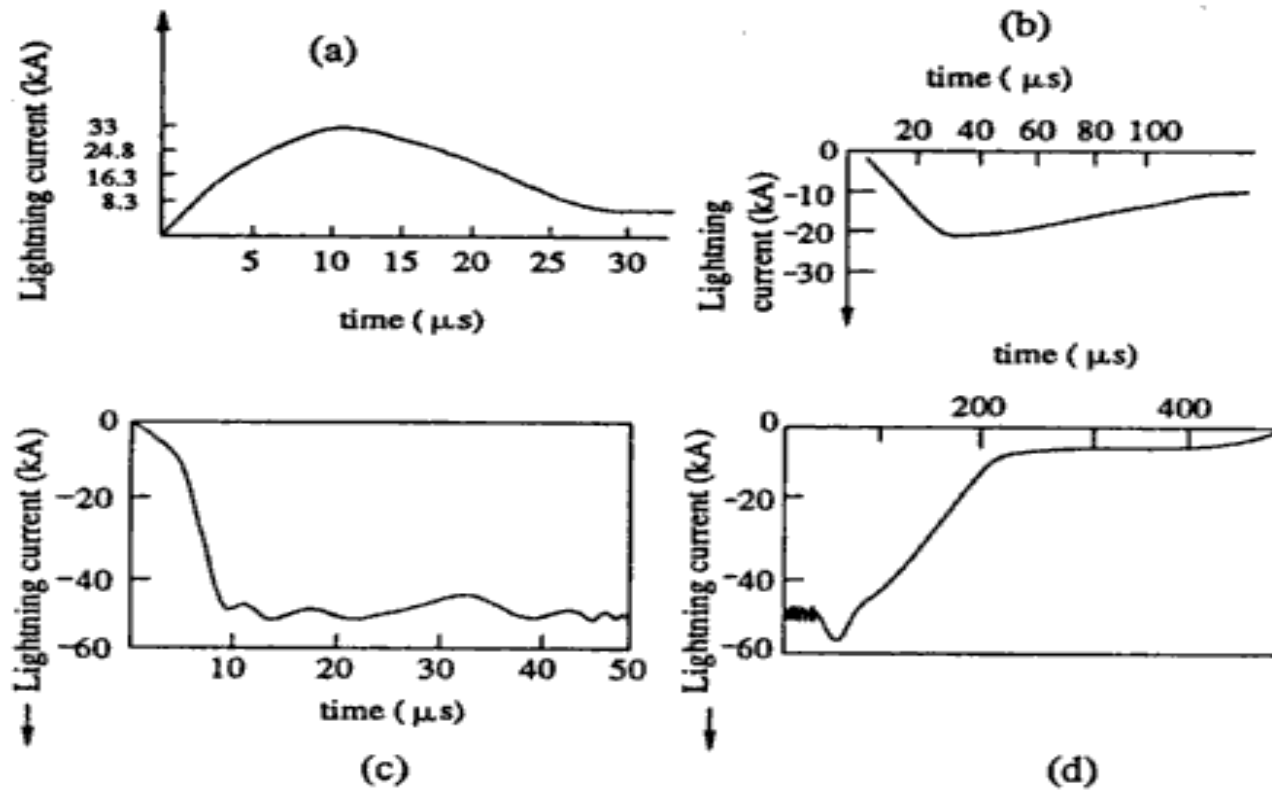 (a)
Lightning current (kA)
33
24.8
16.3
8.3
5 10 15 20 25 30
time ( μs)
(b)
time ( μs)
20 40 60 80 100
0
-10
-20
-30
Lightning
current (kA)
0
-20
-40
-60
Lightning current (kA)
10 20 30 40 50
time ( μs)
(c)
time ( μs)
200 400
0
-20
-40
-60
Lightning current (kA)
(d)